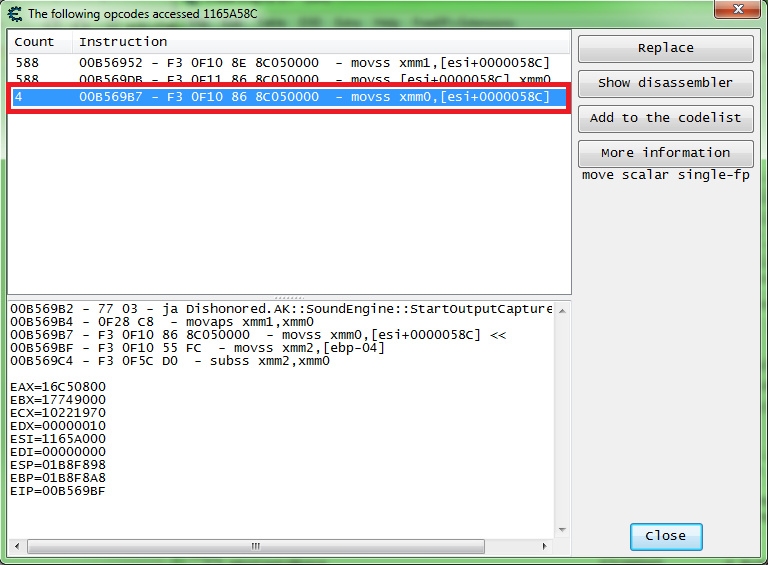 The following opcodes accessed 1165A58C
Count Instruction
588 00B56952 - F3 0F10 8E 8C050000 - movss xmm1,[esi+0000058C]
588 00B569DB - F3 0F11 86 8C050000 - movss [esi+0000058C],xmm0
4 00B569B7 - F3 0F10 86 8C050000 - movss xmm0,[esi+0000058C]
Replace
Show disassembler
Add to the codelist
More information
move scalar single-fp
00B569B2 - 77 03 - ja Dishonored.AK::SoundEngine::StartOutputCapture
00B569B4 - 0F28 C8 - movaps xmm1,xmm0
00B569B7 - F3 0F10 86 8C050000 - movss xmm0,[esi+0000058C] <<
00B569BF - F3 0F10 55 FC - movss xmm2,[ebp-04]
00B569C4 - F3 0F5C D0 - subss xmm2,xmm0
EAX=16C50800
EBX=17749000
ECX=10221970
EDX=00000010
ESI=1165A000
EDI=00000000
ESP=01B8F898
EBP=01B8F8A8
EIP=00B569BF
Close